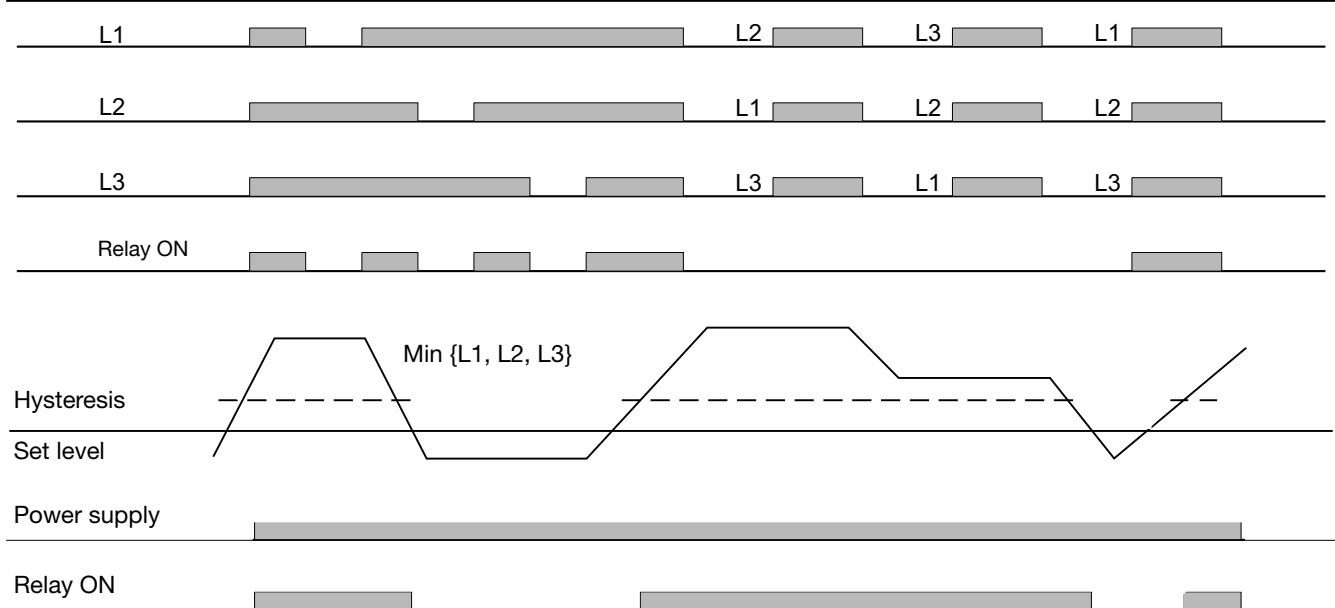 L1 L2 L3 L1
L2 L1 L2 L2
L3 L3 L1 L3
Relay ON
Min {L1, L2, L3}
Hysteresis
Set level
Power supply
Relay ON